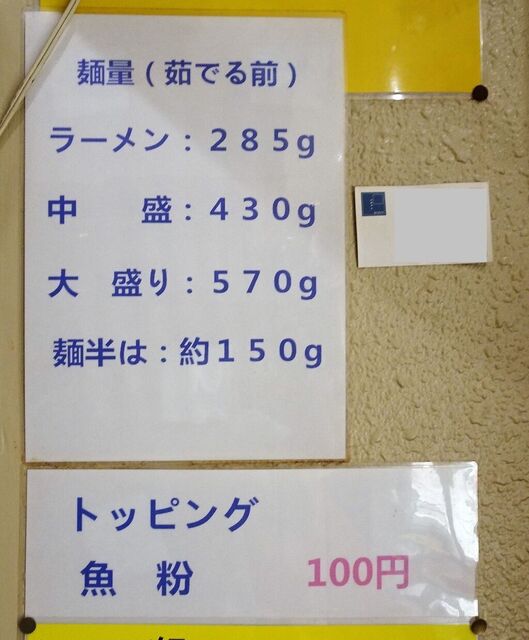 麺量(茹でる前)
ラーメン:285g
中　盛:430g
大　盛り:570g
麺半は:約150g
トッピング
魚　粉　100円